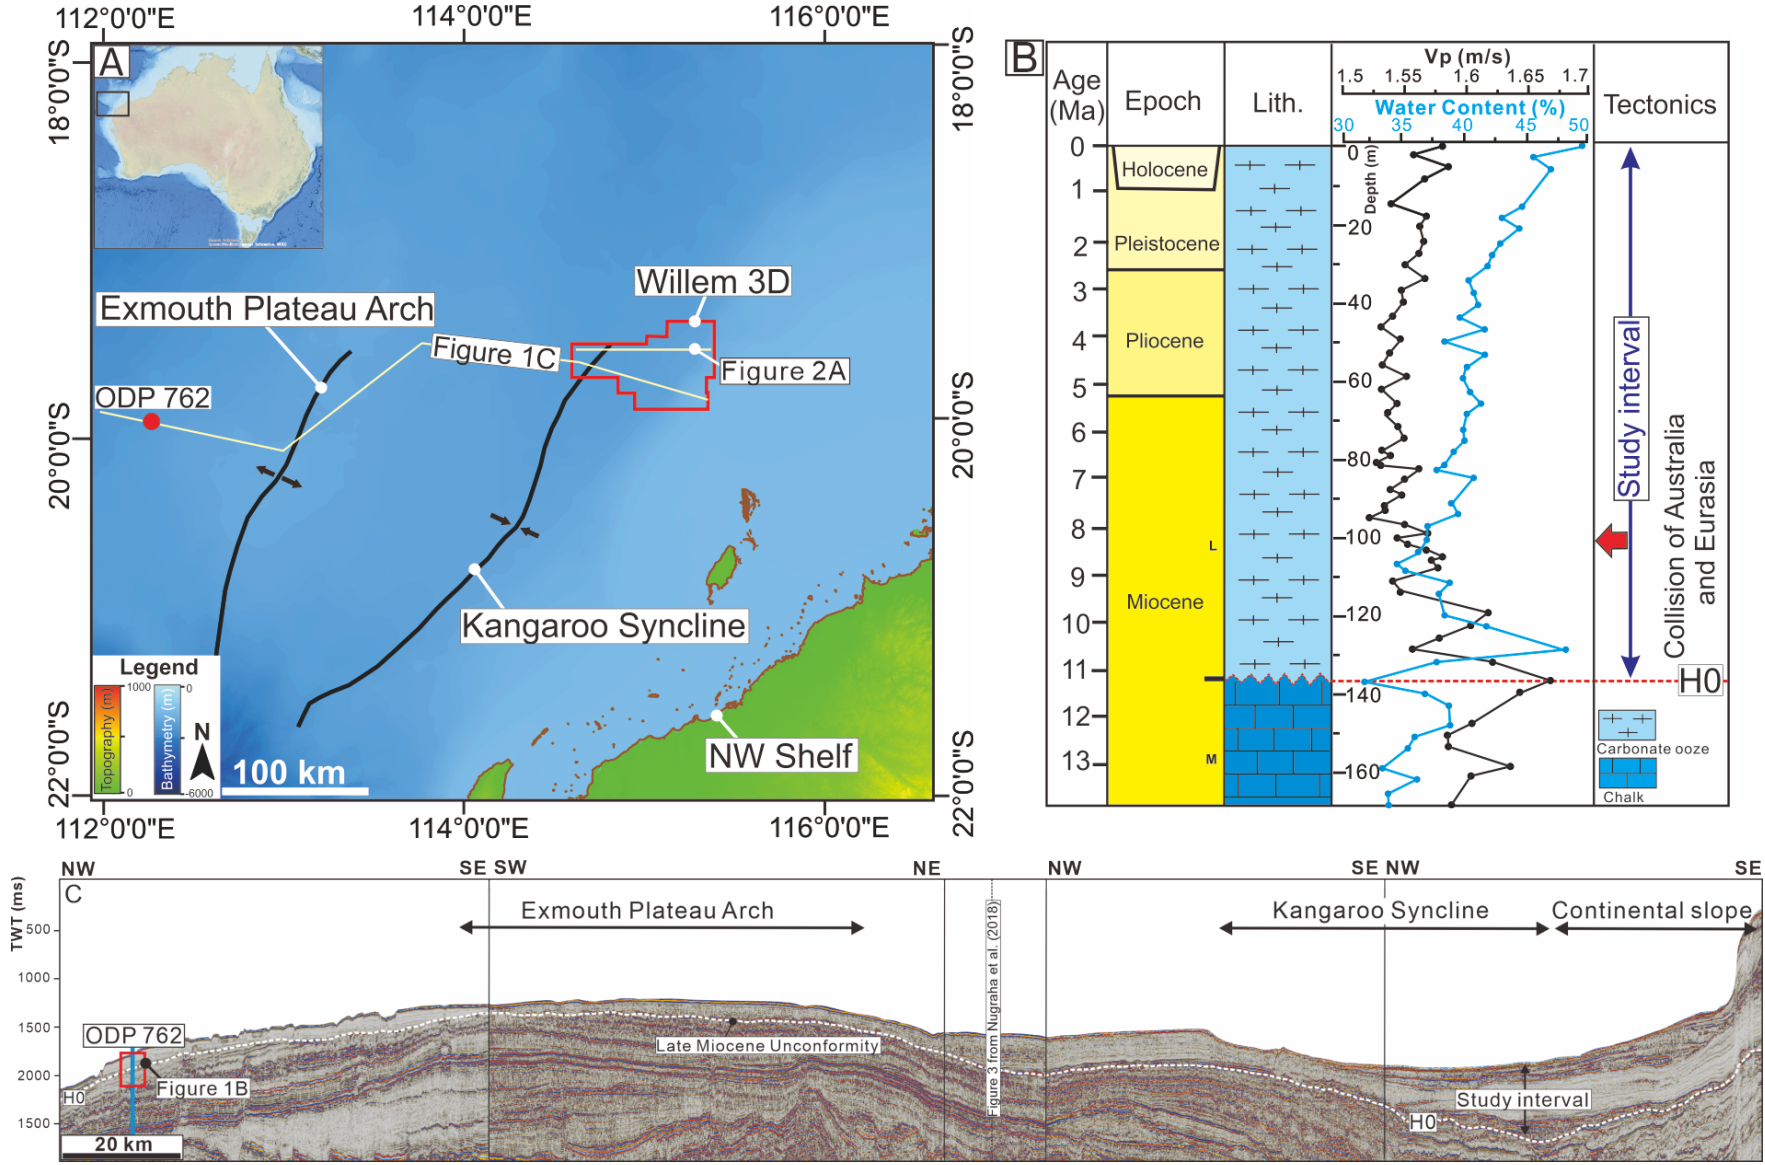 112°0'0"E
114°0'0"E
116°0'0"E
18°0'0"S
18°0'0"S
A
Willem 3D
Exmouth Plateau Arch
Figure 1C
Figure 2A
ODP 762
20°0'0"S
20°0'0"S
Kangaroo Syncline
Legend
1000
0
Topography (m)
Bathymetry (m)
0
-6000
N
100 km
NW Shelf
22°0'0"S
22°0'0"S
112°0'0"E
114°0'0"E
116°0'0"E
B
Age
(Ma)
Epoch
Lith.
Vp (m/s)
1.5 1.55 1.6 1.65 1.7
Water Content (%)
30 35 40 45 50
Tectonics
0
1
2
3
4
5
6
7
8
9
10
11
12
13
Holocene
Pleistocene
Pliocene
Miocene
L
M
Depth (m)
0
20
40
60
80
100
120
140
160
Study interval
Collision of Australia
and Eurasia
H0
Carbonate ooze
Chalk
NW
SE SW
NE
NW
SE NW
SE
C
TWT (ms)
500
1000
1500
2000
1500
Exmouth Plateau Arch
Kangaroo Syncline
Continental slope
ODP 762
Figure 1B
H0
20 km
Late Miocene Unconformity
Figure 3 from Nugraha et al. (2018)
Study interval
H0